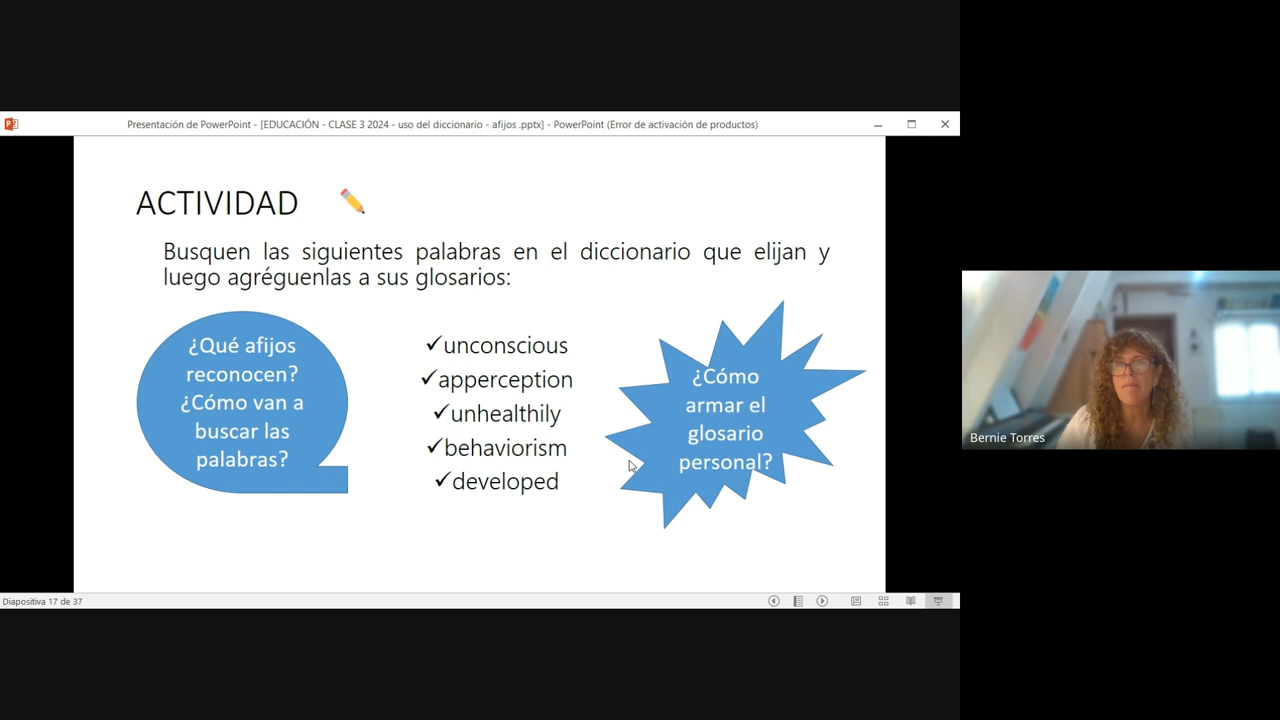 Presentación de PowerPoint - [EDUCACIÓN - CLASE 3 2024 - uso del diccionario - afijos .pptx] - PowerPoint (Error de activación de productos)
ACTIVIDAD
Busquen las siguientes palabras en el diccionario que elijan y
luego agréguenlas a sus glosarios:
¿Qué afijos
reconocen?
¿Cómo van a
buscar las
palabras?
✓unconscious
✓apperception
✓unhealthily
✓behaviorism
✓developed
¿Cómo
armar el
glosario
personal?
Bernie Torres
Diapositiva 17 de 37